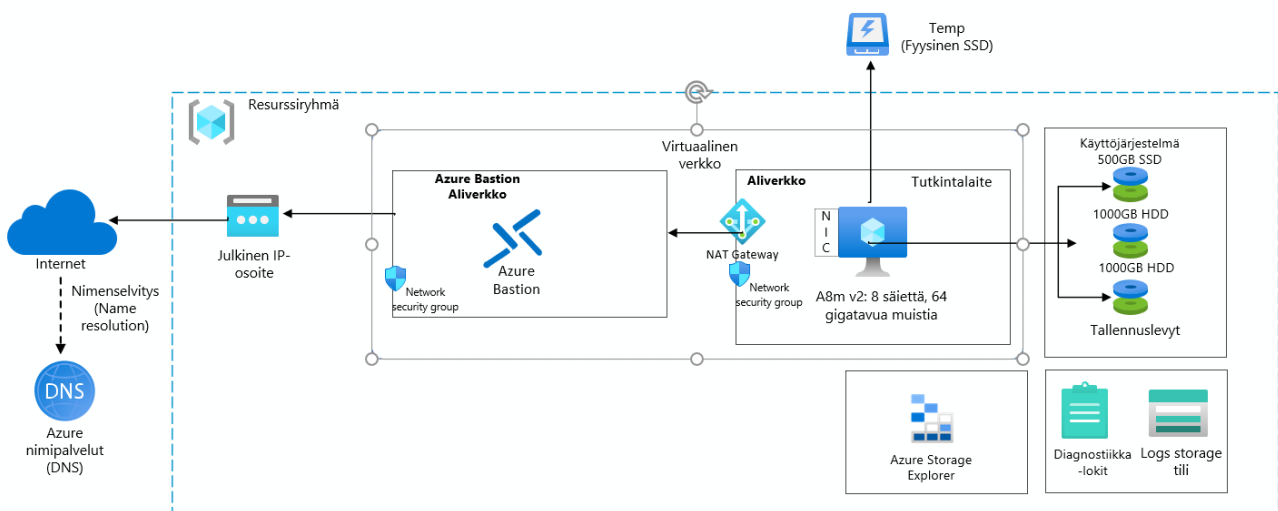 Temp
(Fyysinen SSD)
Resurssiryhmä
Virtuaalinen
verkko
Käyttöjärjestelmä
500GB SSD
1000GB HDD
1000GB HDD
Tallennuslevyt
Azure Bastion
Aliverkko
Azure
Bastion
Network
security group
Aliverkko
Tutkintalaite
N
I
C
NAT Gateway
Network
security group
A8m v2: 8 säiettä, 64
gigatavua muistia
Julkinen IP-
osoite
Internet
Nimenselvitys
(Name
resolution)
DNS
Azure
nimipalvelut
(DNS)
Azure Storage
Explorer
Diagnostiikka
-lokit
Logs storage
tili